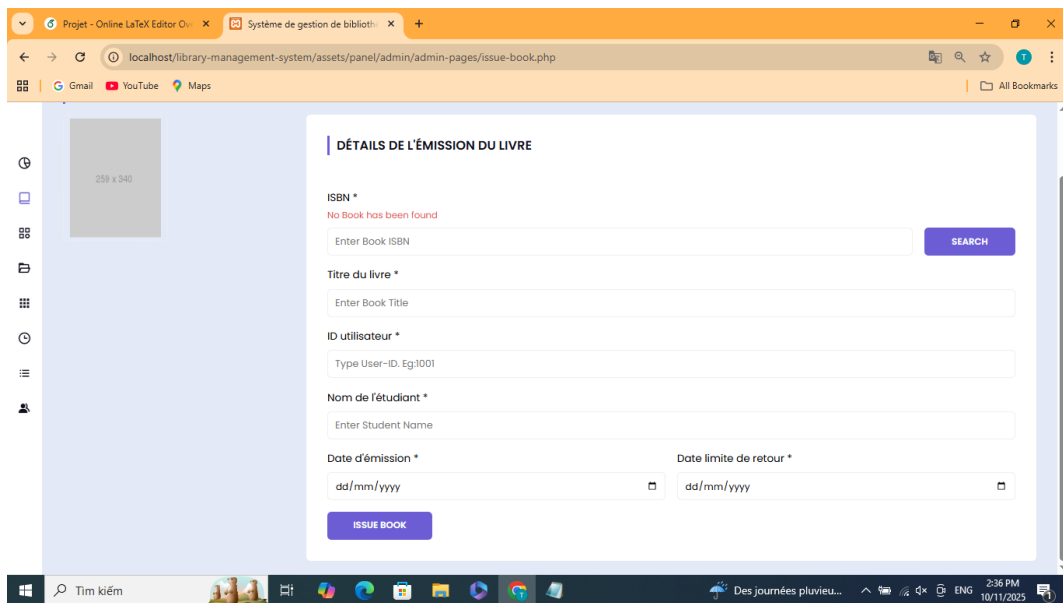 Projet - Online LaTeX Editor Ov
Système de gestion de biblioth
localhost/library-management-system/assets/panel/admin/admin-pages/issue-book.php
T
Gmail
YouTube
Maps
All Bookmarks
259 x 340
DÉTAILS DE L'ÉMISSION DU LIVRE
ISBN *
No Book has been found
Enter Book ISBN
SEARCH
Titre du livre *
Enter Book Title
ID utilisateur *
Type User-ID. Eg:1001
Nom de l'étudiant *
Enter Student Name
Date d'émission *
Date limite de retour *
dd/mm/yyyy
dd/mm/yyyy
ISSUE BOOK
Tìm kiếm
Des journées pluvieu...
ENG
2:36 PM
10/11/2025